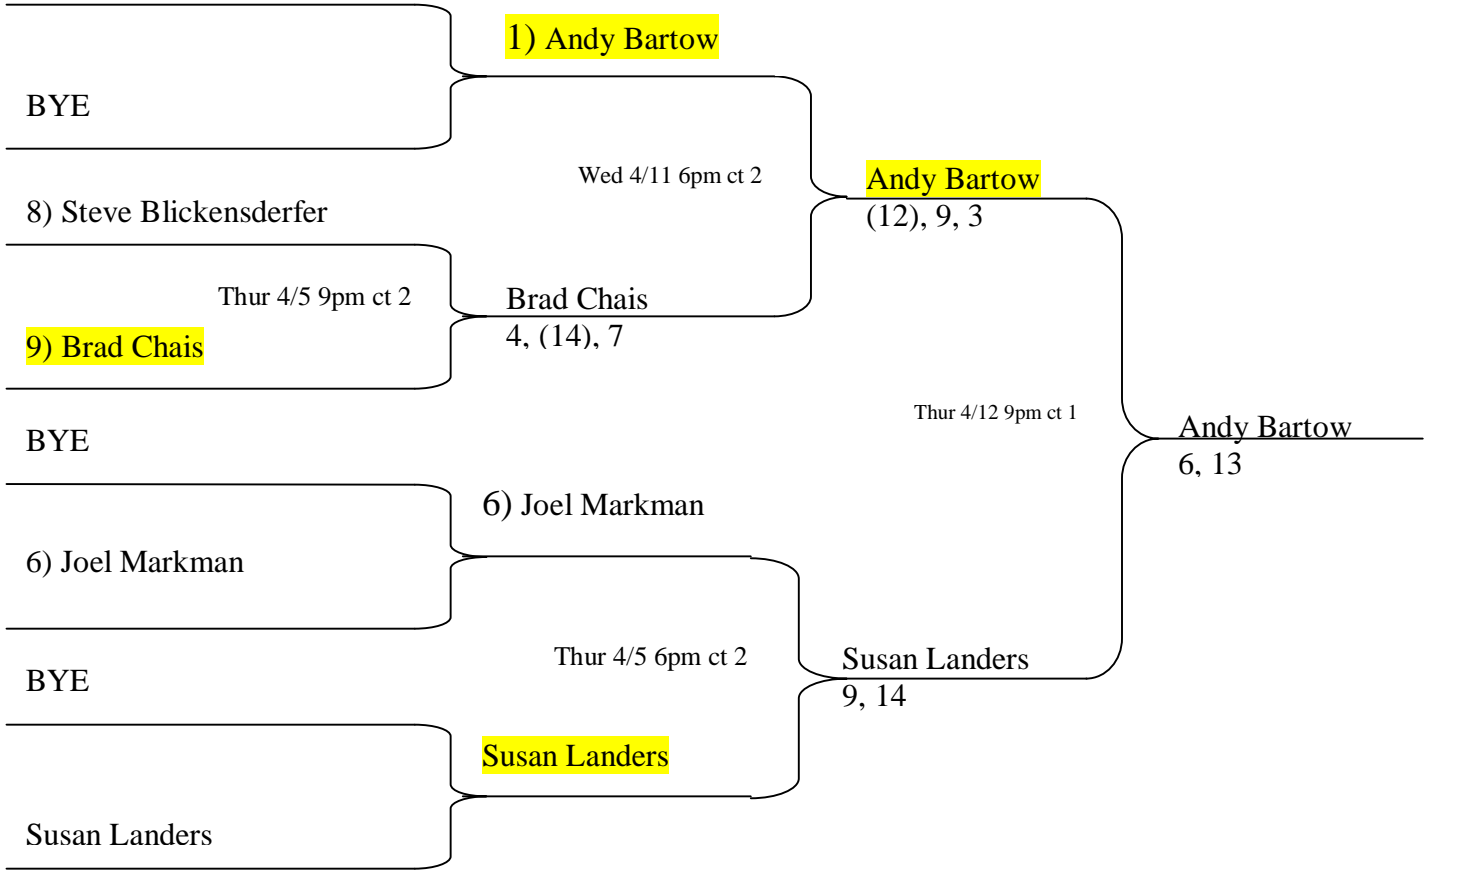 1) Andy Bartow
BYE
Wed 4/11 6pm ct 2
Andy Bartow
(12), 9, 3
8) Steve Blickensderfer
Thur 4/5 9pm ct 2
Brad Chais
4, (14), 7
9) Brad Chais
Thur 4/12 9pm ct 1
Andy Bartow
6, 13
BYE
6) Joel Markman
6) Joel Markman
Thur 4/5 6pm ct 2
Susan Landers
9, 14
BYE
Susan Landers
Susan Landers